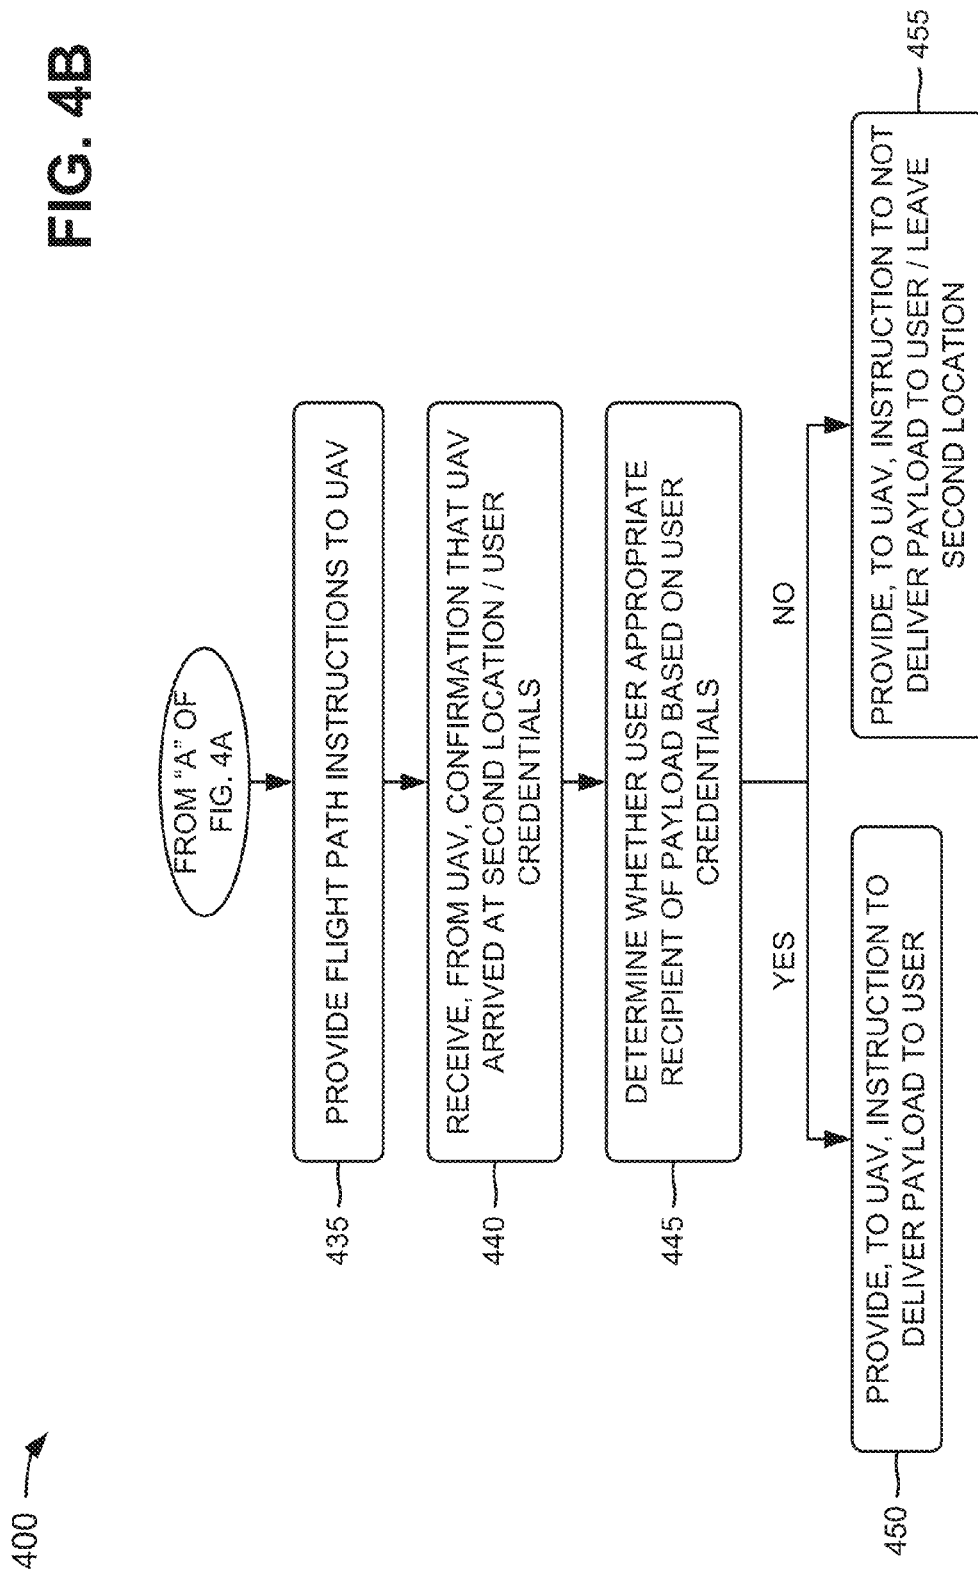 400
FIG. 4B
FROM "A" OF
FIG. 4A
435
PROVIDE FLIGHT PATH INSTRUCTIONS TO UAV
440
RECEIVE, FROM UAV, CONFIRMATION THAT UAV
ARRIVED AT SECOND LOCATION / USER
CREDENTIALS
445
DETERMINE WHETHER USER APPROPRIATE
RECIPIENT OF PAYLOAD BASED ON USER
CREDENTIALS
YES
NO
450
PROVIDE, TO UAV, INSTRUCTION TO
DELIVER PAYLOAD TO USER
455
PROVIDE, TO UAV, INSTRUCTION TO NOT
DELIVER PAYLOAD TO USER / LEAVE
SECOND LOCATION